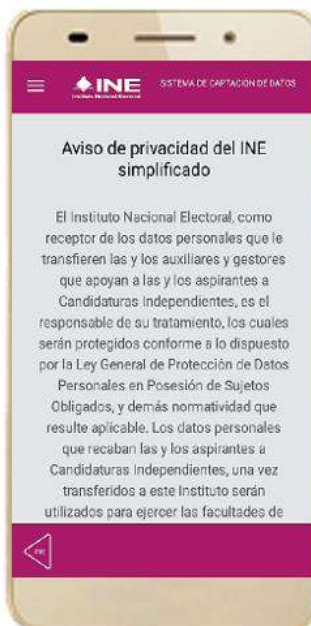 INE
Instituto Nacional Electoral
SISTEMA DE CAPTACIÓN DE DATOS
Aviso de privacidad del INE
simplificado
El Instituto Nacional Electoral, como
receptor de los datos personales que le
transfieren las y los auxiliares y gestores
que apoyan a las y los aspirantes a
Candidaturas Independientes, es el
responsable de su tratamiento, los cuales
serán protegidos conforme a lo dispuesto
por la Ley General de Protección de Datos
Personales en Posesión de Sujetos
Obligados, y demás normatividad que
resulte aplicable. Los datos personales
que recaban las y los aspirantes a
Candidaturas Independientes, una vez
transferidos a este Instituto serán
utilizados para ejercer las facultades de